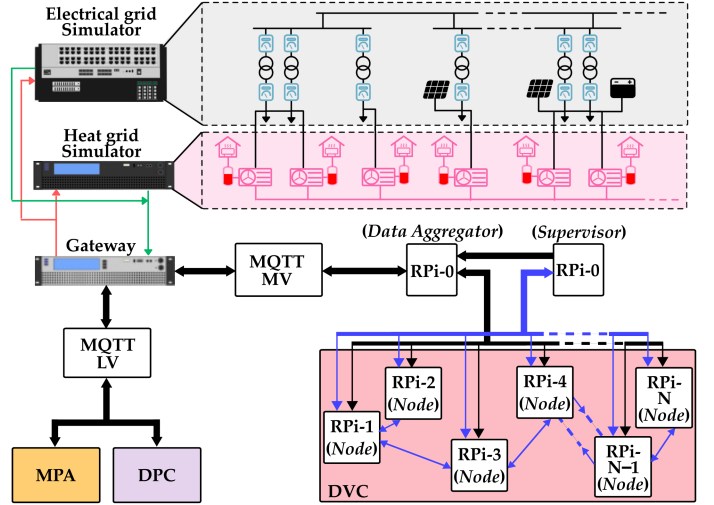 Electrical grid
Simulator
Heat grid
Simulator
Gateway
MQTT
MV
(Data Aggregator)
RPi-0
(Supervisor)
RPi-0
MQTT
LV
MPA
DPC
RPi-1
(Node)
RPi-2
(Node)
RPi-3
(Node)
RPi-4
(Node)
RPi-
N–1
(Node)
RPi-
N
(Node)
DVC